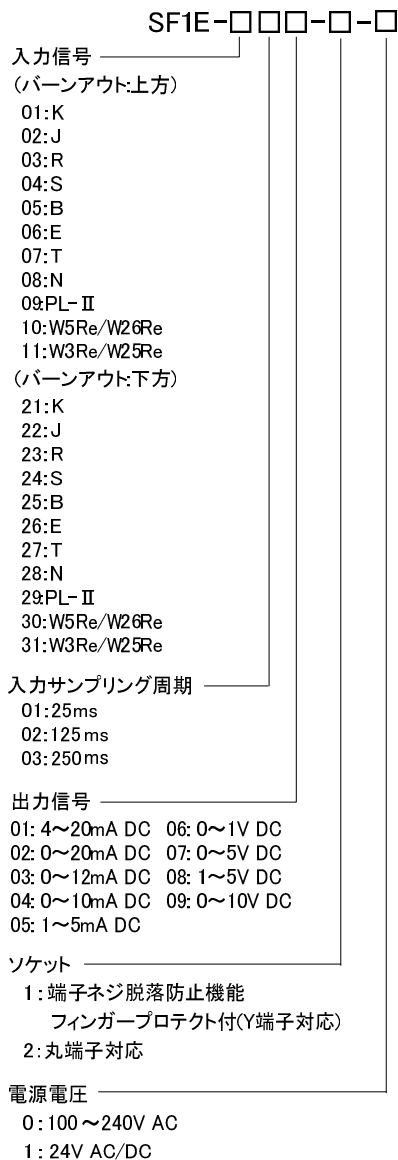 SF1E-□□□-□-□
入力信号
(バーンアウト:上方)
01:K
02:J
03:R
04:S
05:B
06:E
07:T
08:N
09:PL-Ⅱ
10:W5Re/W26Re
11:W3Re/W25Re
(バーンアウト:下方)
21:K
22:J
23:R
24:S
25:B
26:E
27:T
28:N
29:PL-Ⅱ
30:W5Re/W26Re
31:W3Re/W25Re
入力サンプリング周期
01:25ms
02:125ms
03:250ms
出力信号
01: 4～20mA DC 06: 0～1V DC
02: 0～20mA DC 07: 0～5V DC
03: 0～12mA DC 08: 1～5V DC
04: 0～10mA DC 09: 0～10V DC
05: 1～5mA DC
ソケット
1:端子ネジ脱落防止機能
フィンガープロテクト付(Y端子対応)
2:丸端子対応
電源電圧
0:100～240V AC
1:24V AC/DC